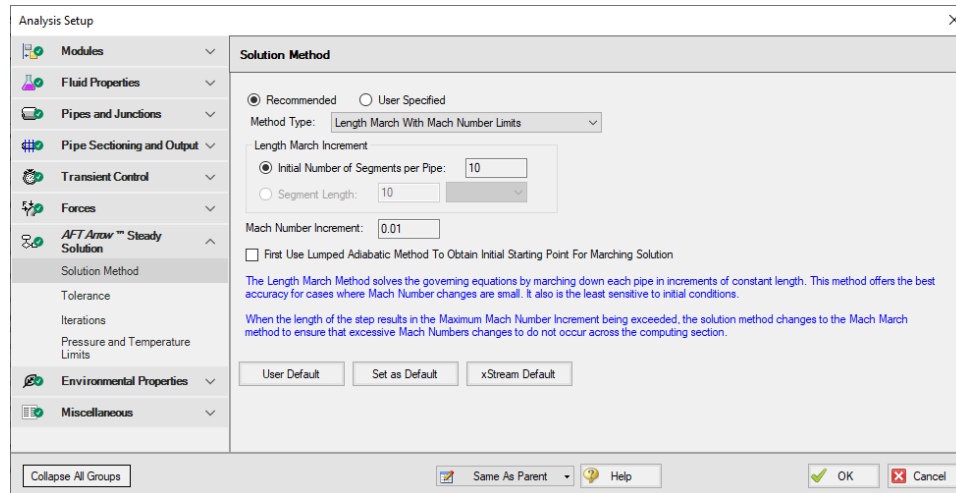 Analysis Setup
Modules
Fluid Properties
Pipes and Junctions
Pipe Sectioning and Output
Transient Control
Forces
AFT Arrow ™ Steady
Solution
Solution Method
Tolerance
Iterations
Pressure and Temperature
Limits
Environmental Properties
Miscellaneous
Solution Method
Recommended User Specified
Method Type: Length March With Mach Number Limits
Length March Increment
Initial Number of Segments per Pipe: 10
Segment Length: 10
Mach Number Increment: 0.01
First Use Lumped Adiabatic Method To Obtain Initial Starting Point For Marching Solution
The Length March Method solves the governing equations by marching down each pipe in increments of constant length. This method offers the best
accuracy for cases where Mach Number changes are small. It also is the least sensitive to initial conditions.
When the length of the step results in the Maximum Mach Number Increment being exceeded, the solution method changes to the Mach March
method to ensure that excessive Mach Numbers changes to do not occur across the computing section.
User Default Set as Default xStream Default
Collapse All Groups Same As Parent Help OK Cancel